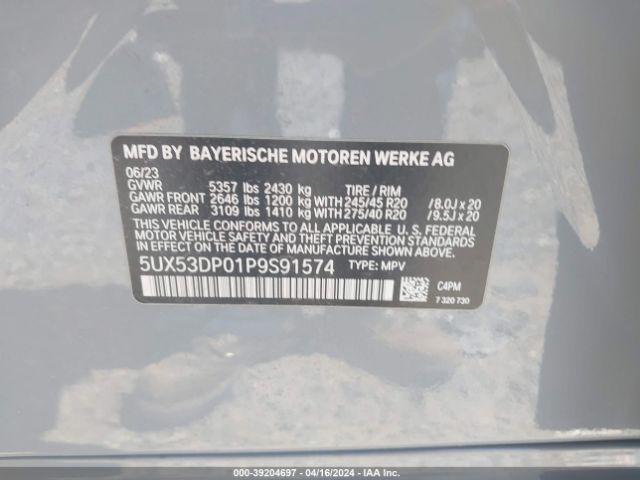 MFD BY BAYERISCHE MOTOREN WERKE AG
06/23
GVWR 5357 lbs 2430 kg TIRE / RIM
GAWR FRONT 2646 lbs 1200 kg WITH 245/45 R20 /8.0J x 20
GAWR REAR 3109 lbs 1410 kg WITH 275/40 R20 /9.5J x 20
THIS VEHICLE CONFORMS TO ALL APPLICABLE U. S. FEDERAL
MOTOR VEHICLE SAFETY, BUMPER, AND THEFT PREVENTION
STANDARDS IN EFFECT ON THE DATE OF MANUFACTURE SHOWN
ABOVE.
5UX53DP01P9S91574 TYPE: MPV
C4PM
7 320 730
000-39204697 - 04/16/2024 - IAA Inc.